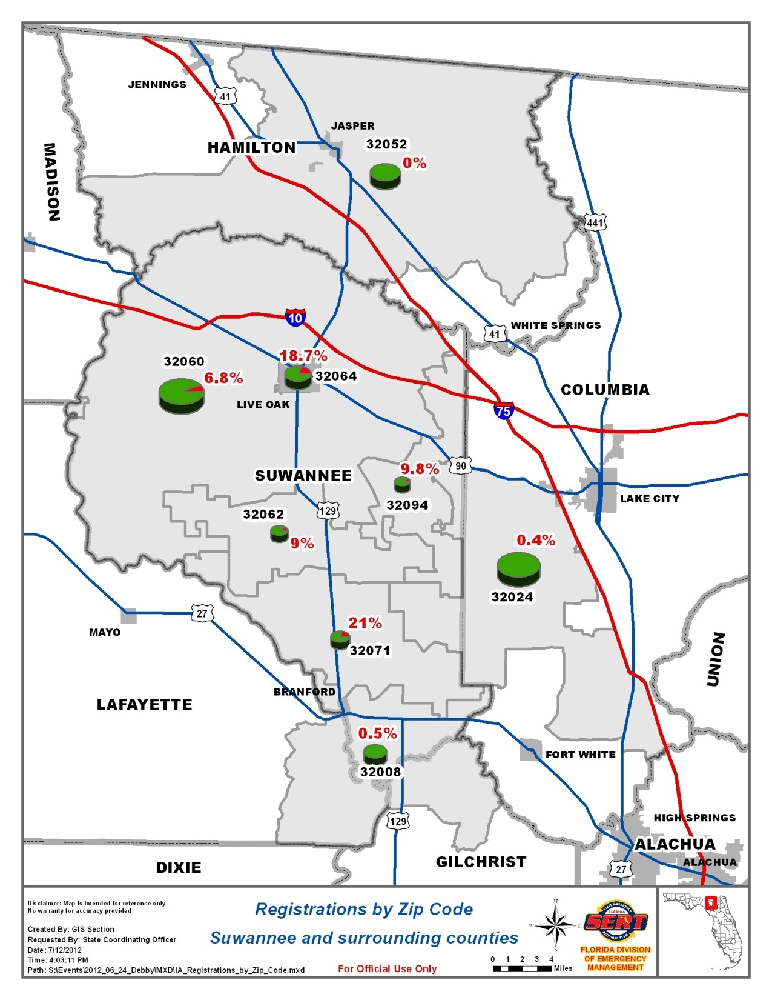 JENNINGS
41
JASPER
HAMILTON
32052
0%
MADISON
441
10
41
WHITE SPRINGS
32060
6.8%
18.7%
32064
LIVE OAK
COLUMBIA
75
SUWANNEE
9.8%
90
32094
LAKE CITY
129
32062
9%
0.4%
32024
27
MAYO
21%
32071
UNION
BRANFORD
LAFAYETTE
0.5%
32008
FORT WHITE
129
HIGH SPRINGS
ALACHUA
ALACHUA
27
DIXIE
GILCHRIST
Disclaimer: Map is intended for reference only
No warranty for accuracy provided
Created By: GIS Section
Requested By: State Coordinating Officer
Date: 7/12/2012
Time: 4:03:11 PM
Path: S:\Events\2012_06_24_Debby\MXD\IA_Registrations_by_Zip_Code.mxd
Registrations by Zip Code
Suwannee and surrounding counties
For Official Use Only
N
W
E
S
0 1 2 3 4
Miles
STATE EMERGENCY
FLORIDA
SERT
RESPONSE TEAM
FLORIDA DIVISION
OF EMERGENCY
MANAGEMENT